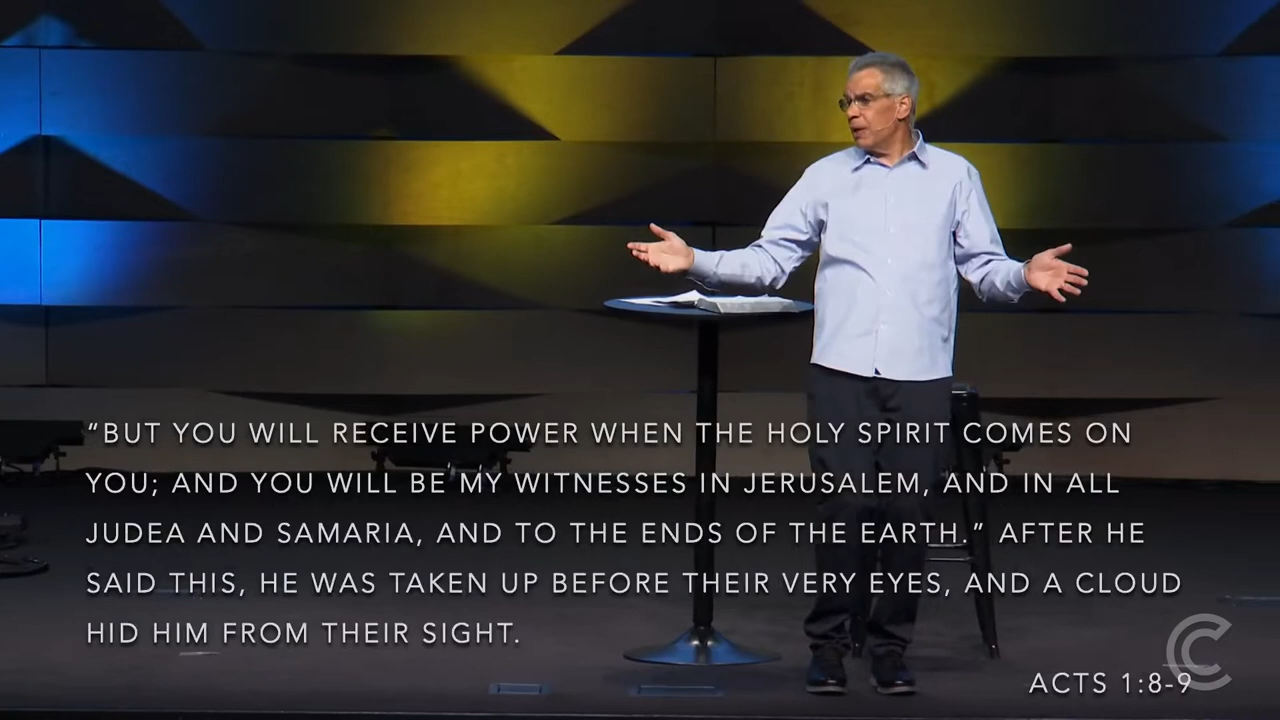 “BUT YOU WILL RECEIVE POWER WHEN THE HOLY SPIRIT COMES ON
YOU; AND YOU WILL BE MY WITNESSES IN JERUSALEM, AND IN ALL
JUDEA AND SAMARIA, AND TO THE ENDS OF THE EARTH.” AFTER HE
SAID THIS, HE WAS TAKEN UP BEFORE THEIR VERY EYES, AND A CLOUD
HID HIM FROM THEIR SIGHT.
ACTS 1:8-9